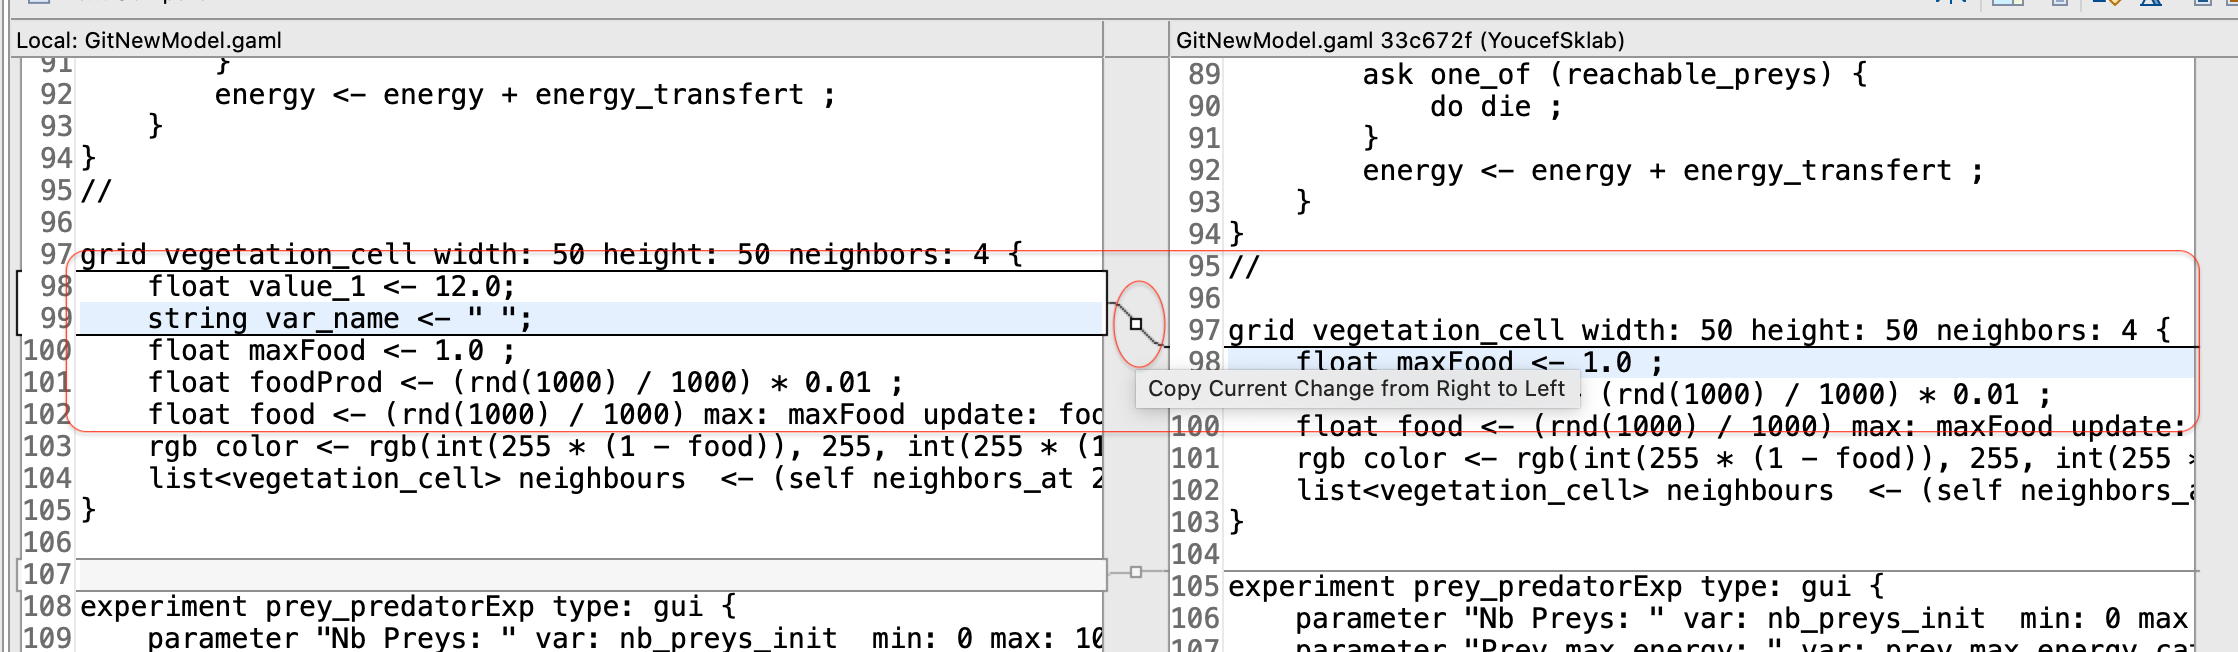 Local: GitNewModel.gaml
91 }
92 energy <- energy + energy_transfert ;
93 }
94 }
95 //
96
97 grid vegetation_cell width: 50 height: 50 neighbors: 4 {
98 float value_1 <- 12.0;
99 string var_name <- " ";
100 float maxFood <- 1.0 ;
101 float foodProd <- (rnd(1000) / 1000) * 0.01 ;
102 float food <- (rnd(1000) / 1000) max: maxFood update: foo
103 rgb color <- rgb(int(255 * (1 - food)), 255, int(255 * (1
104 list<vegetation_cell> neighbours <- (self neighbors_at 2
105 }
106
107
108 experiment prey_predatorExp type: gui {
109 parameter "Nb Preys: " var: nb_preys_init min: 0 max: 10
GitNewModel.gaml 33c672f (YoucefSklab)
89 ask one_of (reachable_preys) {
90 do die ;
91 }
92 energy <- energy + energy_transfert ;
93 }
94 }
95 //
96
97 grid vegetation_cell width: 50 height: 50 neighbors: 4 {
98 float maxFood <- 1.0 ;
Copy Current Change from Right to Left
(rnd(1000) / 1000) * 0.01 ;
100 float food <- (rnd(1000) / 1000) max: maxFood update:
101 rgb color <- rgb(int(255 * (1 - food)), 255, int(255
102 list<vegetation_cell> neighbours <- (self neighbors_a
103 }
104
105 experiment prey_predatorExp type: gui {
106 parameter "Nb Preys: " var: nb_preys_init min: 0 max
107 parameter "Prey max energy: " var: prey_max_energy cat